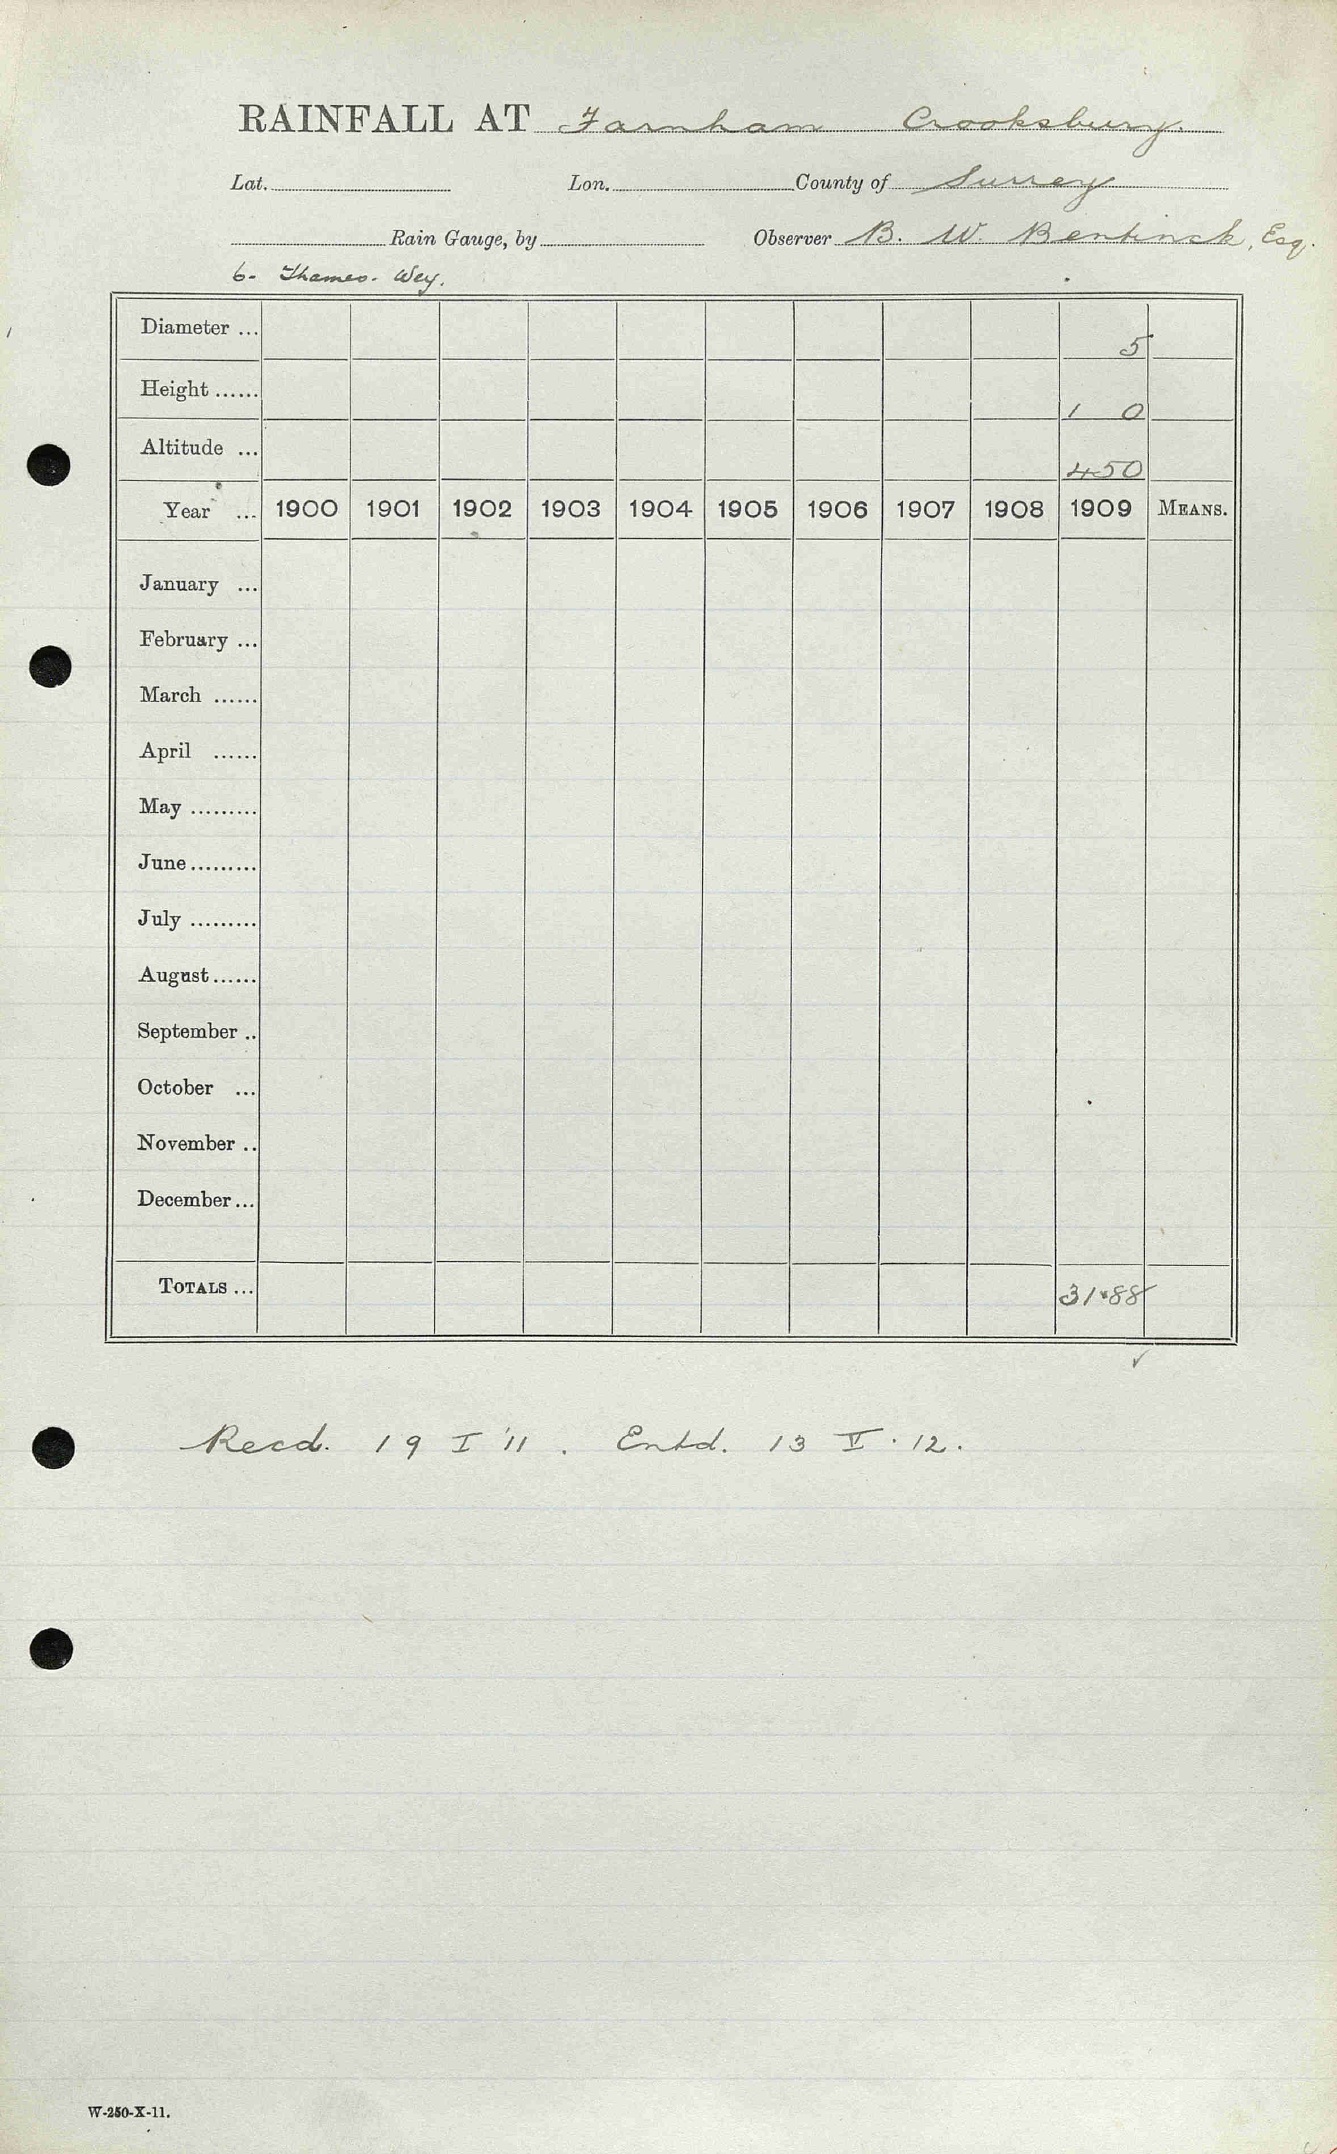 RAINFALL AT Farnham Crooksbury.
Lat. Lon. County of Surrey
Rain Gauge, by Observer B. W. Bentinck, Esq.
6- Thames. Wey.
Diameter ... 5
Height ...... 1 0
Altitude ... 450
Year ... 1900 1901 1902 1903 1904 1905 1906 1907 1908 1909 MEANS.
January ...
February ...
March ......
April ......
May .........
June .........
July .........
August ......
September ..
October ...
November ..
December ...
TOTALS ... 31.88
Recd. 19 I '11. Entd. 13 V. 12.
W-250-X-11.